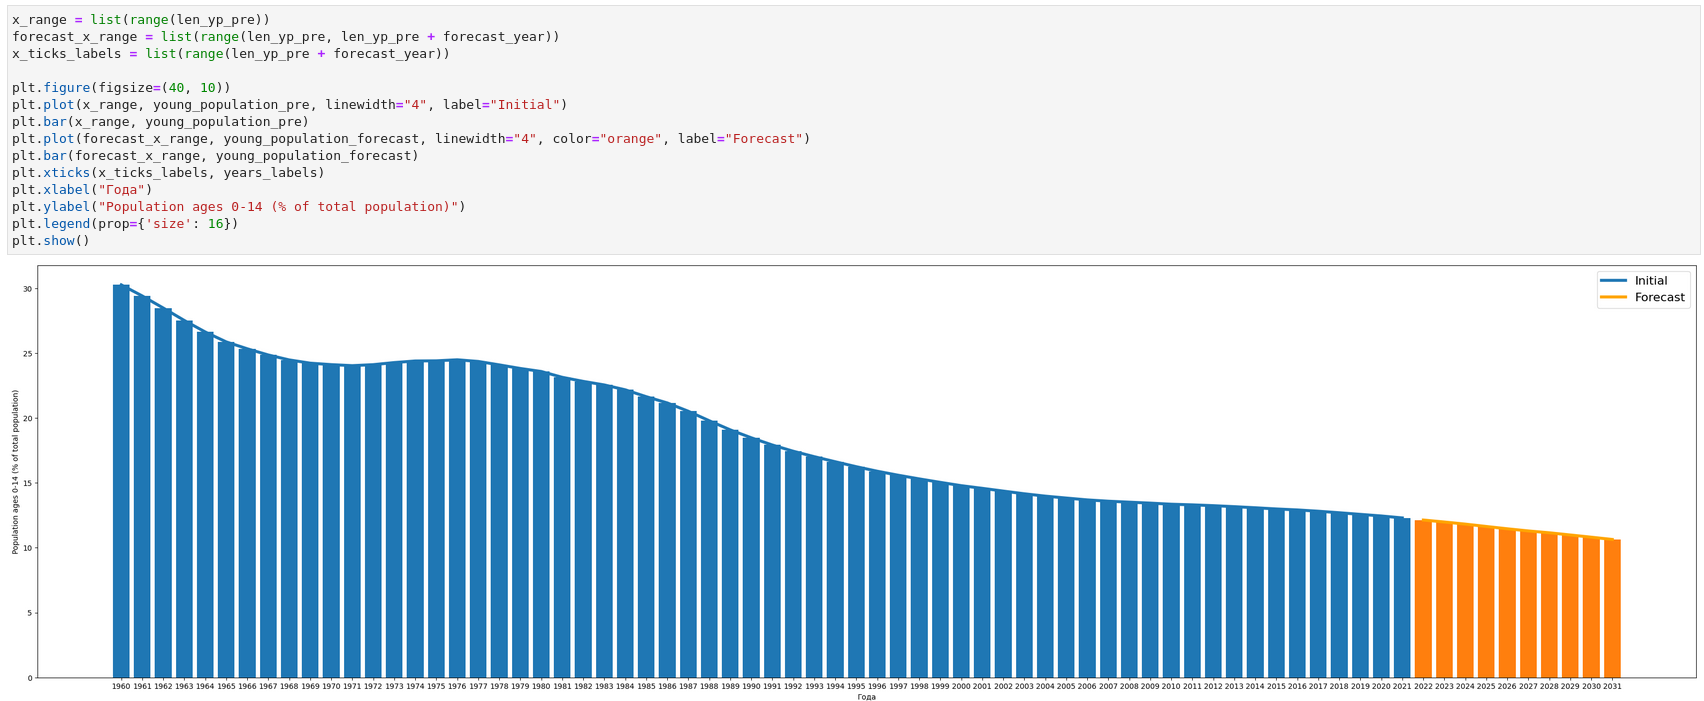 x_range = list(range(len_yp_pre))
forecast_x_range = list(range(len_yp_pre, len_yp_pre + forecast_year))
x_ticks_labels = list(range(len_yp_pre + forecast_year))
plt.figure(figsize=(40, 10))
plt.plot(x_range, young_population_pre, linewidth="4", label="Initial")
plt.bar(x_range, young_population_pre)
plt.plot(forecast_x_range, young_population_forecast, linewidth="4", color="orange", label="Forecast")
plt.bar(forecast_x_range, young_population_forecast)
plt.xticks(x_ticks_labels, years_labels)
plt.xlabel("Года")
plt.ylabel("Population ages 0-14 (% of total population)")
plt.legend(prop={'size': 16})
plt.show()
Initial
Forecast
30
25
20
15
10
5
0
Population ages 0-14 (% of total population)
1960 1961 1962 1963 1964 1965 1966 1967 1968 1969 1970 1971 1972 1973 1974 1975 1976 1977 1978 1979 1980 1981 1982 1983 1984 1985 1986 1987 1988 1989 1990 1991 1992 1993 1994 1995 1996 1997 1998 1999 2000 2001 2002 2003 2004 2005 2006 2007 2008 2009 2010 2011 2012 2013 2014 2015 2016 2017 2018 2019 2020 2021 2022 2023 2024 2025 2026 2027 2028 2029 2030 2031
Года